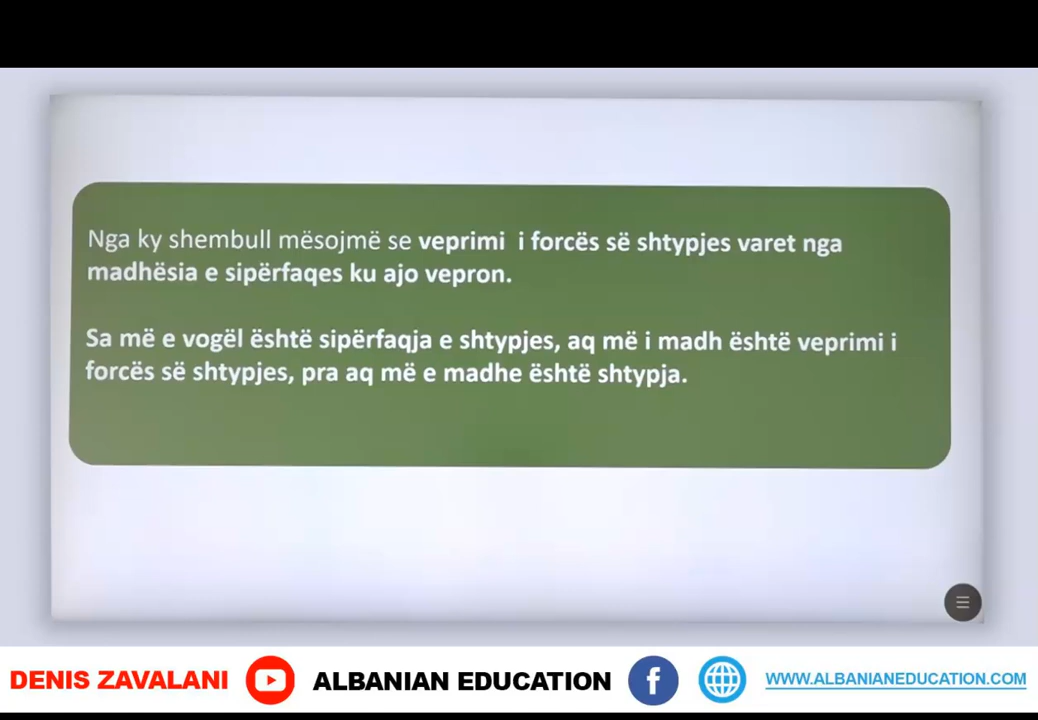 Nga ky shembull mësojmë se veprimi i forcës së shtypjes varet nga
madhësia e sipërfaqes ku ajo vepron.
Sa më e vogël është sipërfaqja e shtypjes, aq më i madh është veprimi i
forcës së shtypjes, pra aq më e madhe është shtypja.
DENIS ZAVALANI ALBANIAN EDUCATION f WWW.ALBANIANEDUCATION.COM